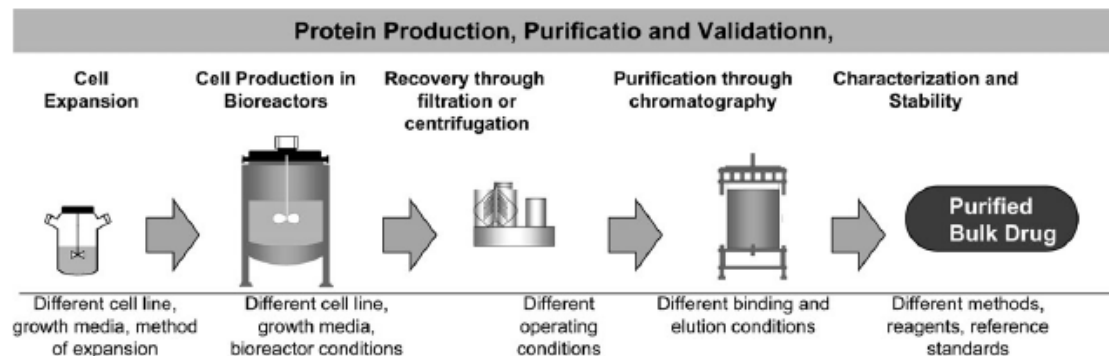 Protein Production, Purificatio and Validationn,
Cell
Expansion
Cell Production in
Bioreactors
Recovery through
filtration or
centrifugation
Purification through
chromatography
Characterization and
Stability
Purified
Bulk Drug
Different cell line,
growth media, method
of expansion
Different cell line,
growth media,
bioreactor conditions
Different
operating
conditions
Different binding and
elution conditions
Different methods,
reagents, reference
standards